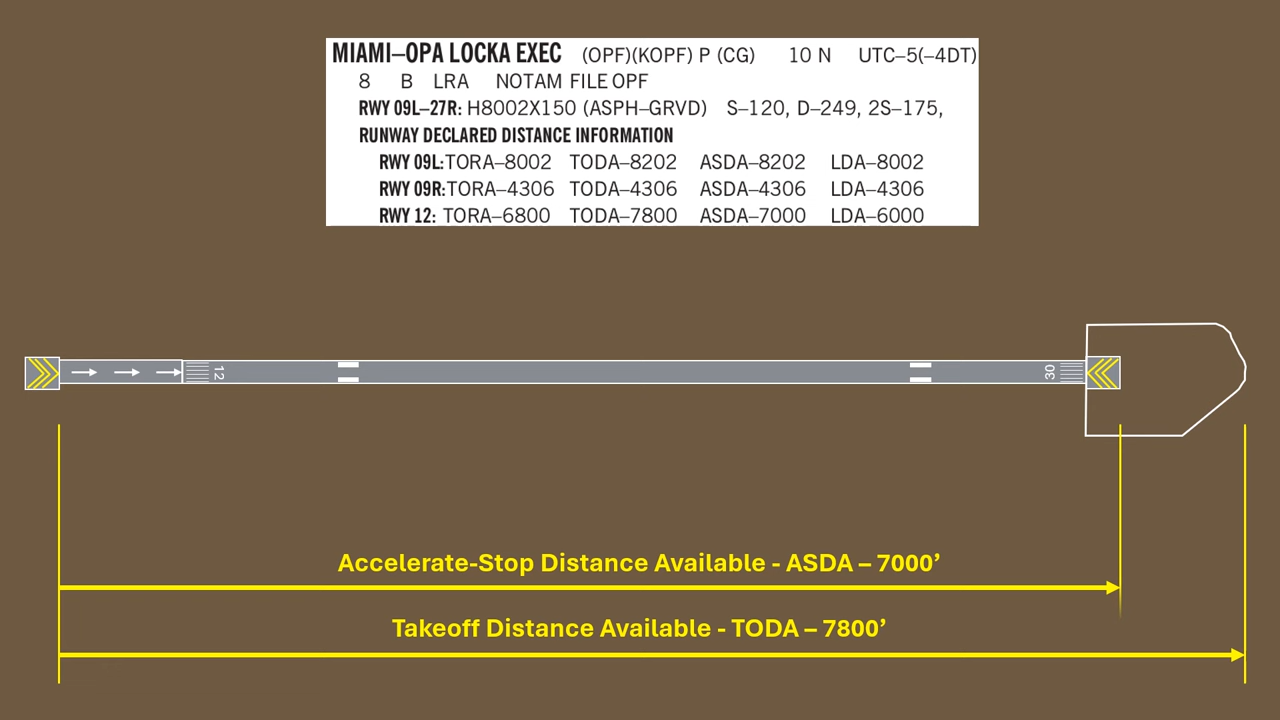 MIAMI–OPA LOCKA EXEC (OPF)(KOPF) P (CG) 10 N UTC–5(–4DT)
8 B LRA NOTAM FILE OPF
RWY 09L–27R: H8002X150 (ASPH–GRVD) S–120, D–249, 2S–175,
RUNWAY DECLARED DISTANCE INFORMATION
RWY 09L:TORA–8002 TODA–8202 ASDA–8202 LDA–8002
RWY 09R:TORA–4306 TODA–4306 ASDA–4306 LDA–4306
RWY 12: TORA–6800 TODA–7800 ASDA–7000 LDA–6000
12
30
Accelerate-Stop Distance Available - ASDA – 7000’
Takeoff Distance Available - TODA – 7800’